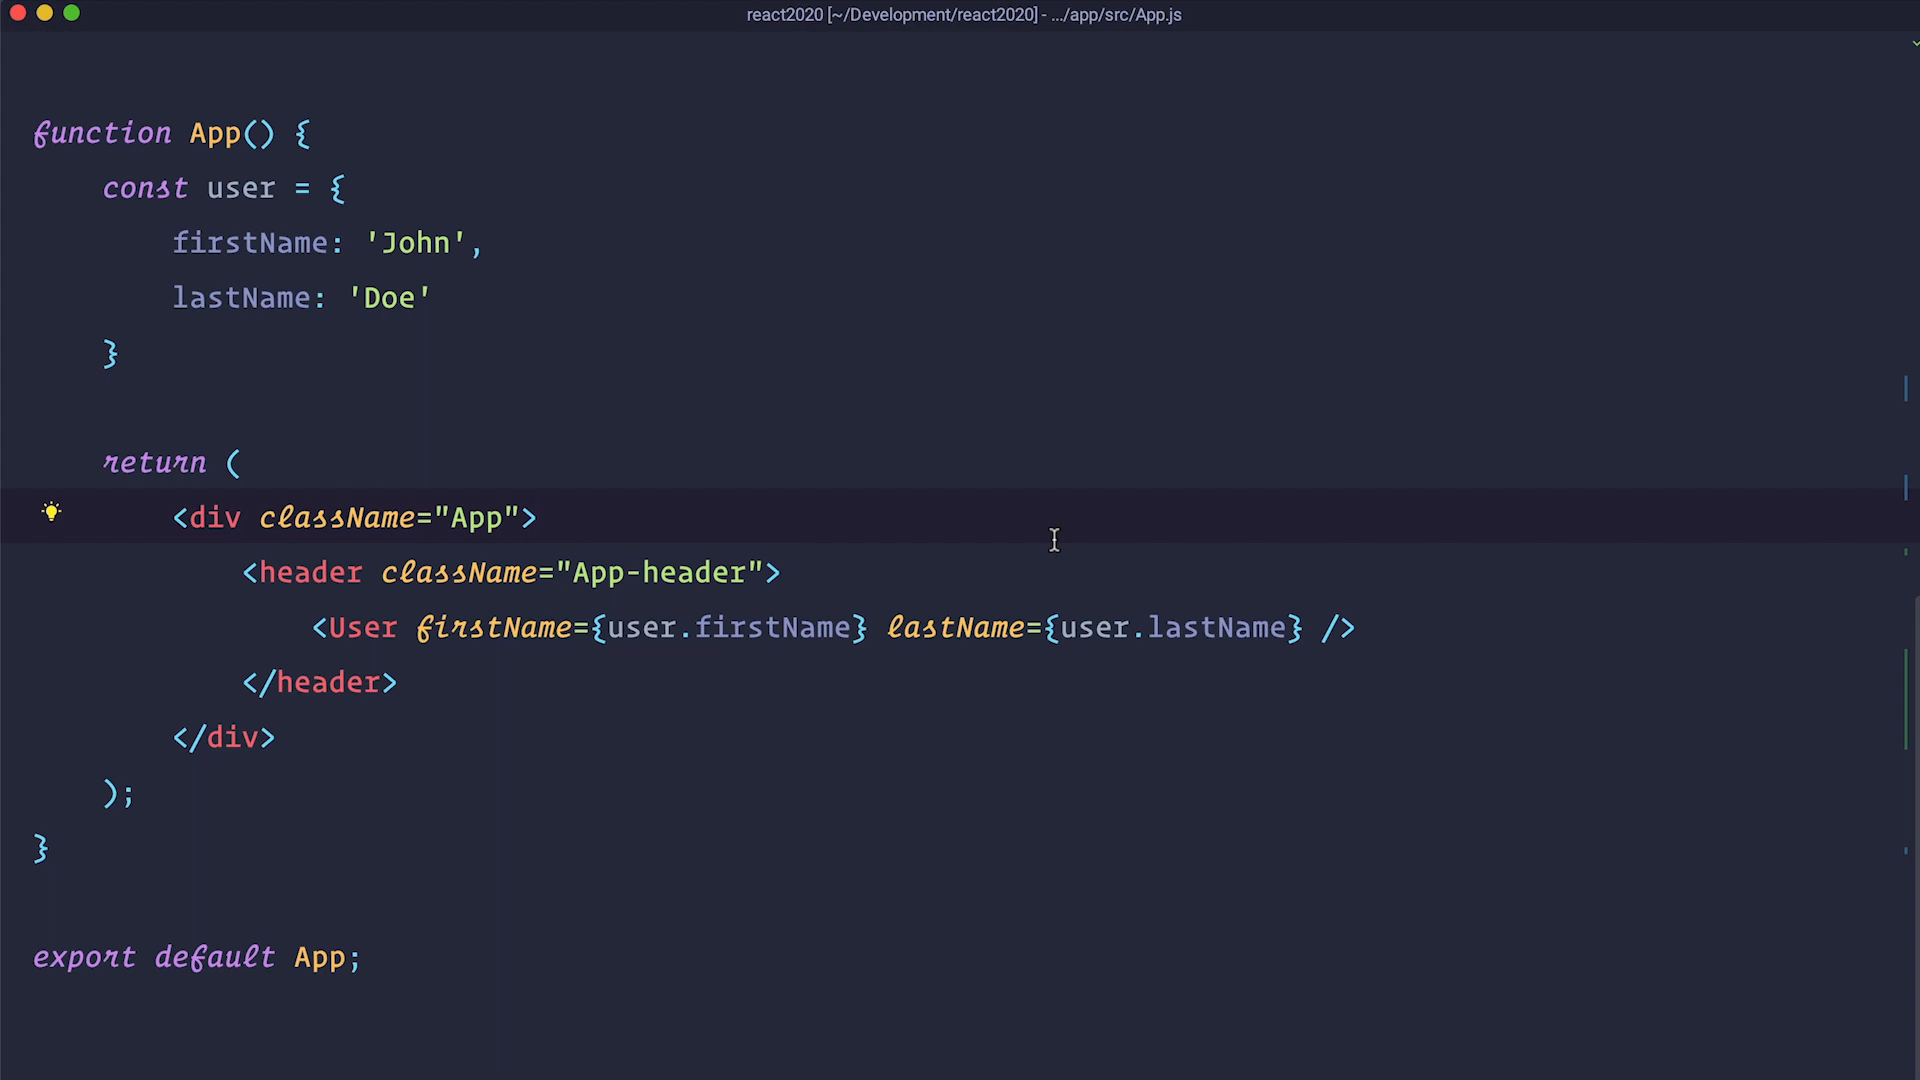 react2020 [~/Development/react2020] - .../app/src/App.js
function App() {
    const user = {
        firstName: 'John',
        lastName: 'Doe'
    }
    return (
        <div className="App">
            <header className="App-header">
                <User firstName={user.firstName} lastName={user.lastName} />
            </header>
        </div>
    );
}
export default App;